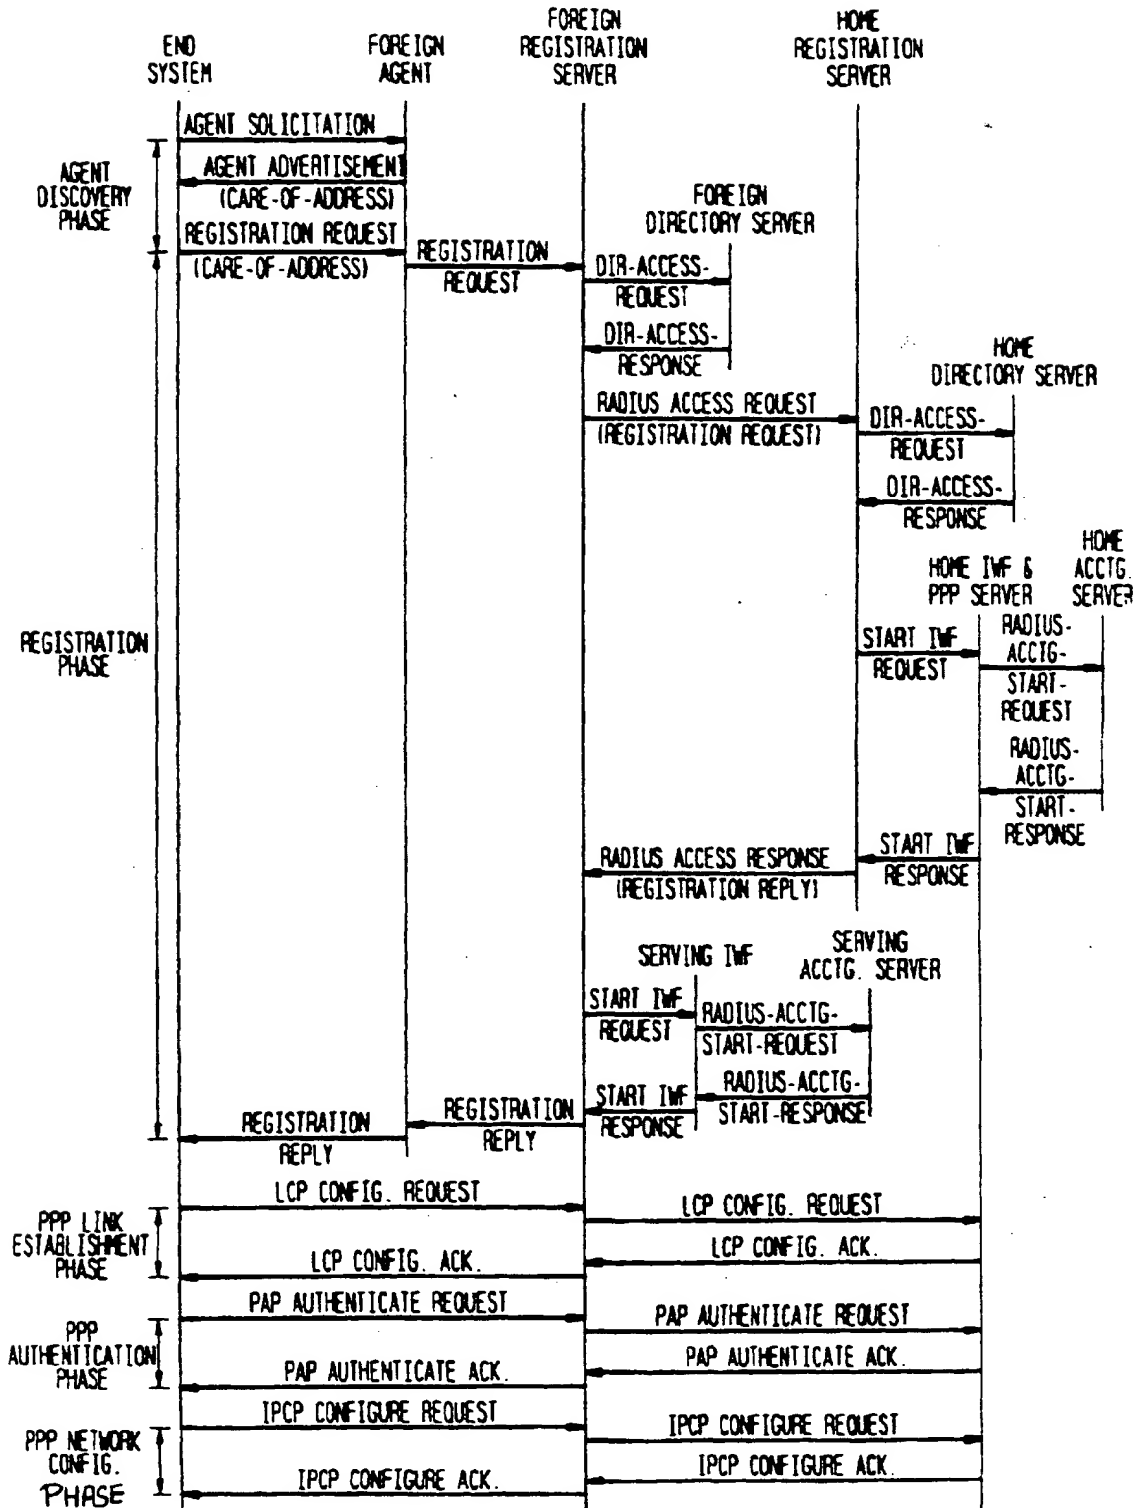 END
SYSTEM
FOREIGN
AGENT
FOREIGN
REGISTRATION
SERVER
HOME
REGISTRATION
SERVER
AGENT SOLICITATION
AGENT
DISCOVERY
PHASE
AGENT ADVERTISEMENT
(CARE-OF-ADDRESS)
REGISTRATION REQUEST
(CARE-OF-ADDRESS)
REGISTRATION
REQUEST
FOREIGN
DIRECTORY SERVER
DIR-ACCESS-
REQUEST
DIR-ACCESS-
RESPONSE
HOME
DIRECTORY SERVER
RADIUS ACCESS REQUEST
(REGISTRATION REQUEST)
DIR-ACCESS-
REQUEST
DIR-ACCESS-
RESPONSE
HOME IWF &
PPP SERVER
HOME
ACCTG.
SERVER
REGISTRATION
PHASE
START IWF
REQUEST
RADIUS-
ACCTG-
START-
REQUEST
RADIUS-
ACCTG-
START-
RESPONSE
START IWF
RESPONSE
RADIUS ACCESS RESPONSE
(REGISTRATION REPLY)
SERVING IWF
SERVING
ACCTG. SERVER
START IWF
REQUEST
RADIUS-ACCTG-
START-REQUEST
RADIUS-ACCTG-
START-RESPONSE
START IWF
RESPONSE
REGISTRATION
REPLY
REGISTRATION
REPLY
LCP CONFIG. REQUEST
LCP CONFIG. REQUEST
PPP LINK
ESTABLISHMENT
PHASE
LCP CONFIG. ACK.
LCP CONFIG. ACK.
PAP AUTHENTICATE REQUEST
PAP AUTHENTICATE REQUEST
PPP
AUTHENTICATION
PHASE
PAP AUTHENTICATE ACK.
PAP AUTHENTICATE ACK.
IPCP CONFIGURE REQUEST
IPCP CONFIGURE REQUEST
PPP NETWORK
CONFIG.
PHASE
IPCP CONFIGURE ACK.
IPCP CONFIGURE ACK.